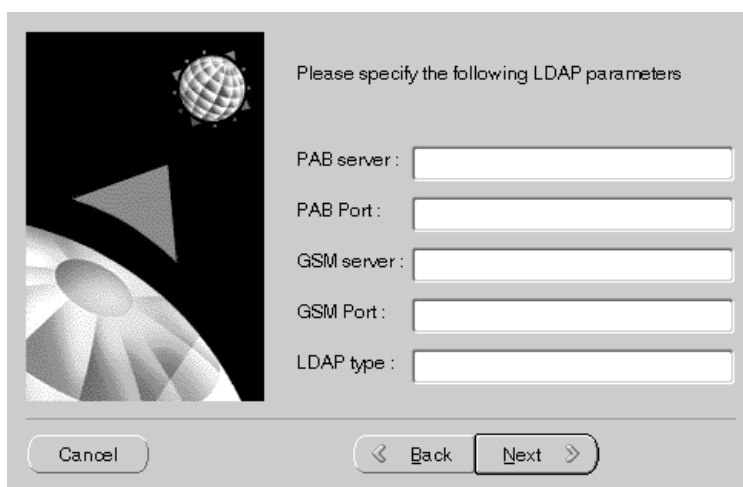 Please specify the following LDAP parameters
PAB server :
PAB Port :
GSM server :
GSM Port :
LDAP type :
Cancel
Back
Next